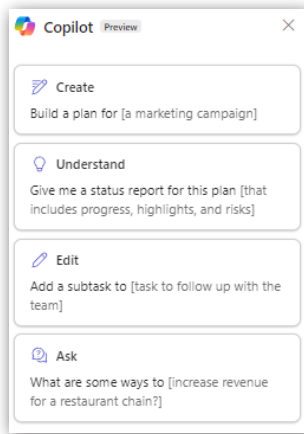 Copilot Preview
Create
Build a plan for [a marketing campaign]
Understand
Give me a status report for this plan [that
includes progress, highlights, and risks]
Edit
Add a subtask to [task to follow up with the
team]
Ask
What are some ways to [increase revenue
for a restaurant chain?]